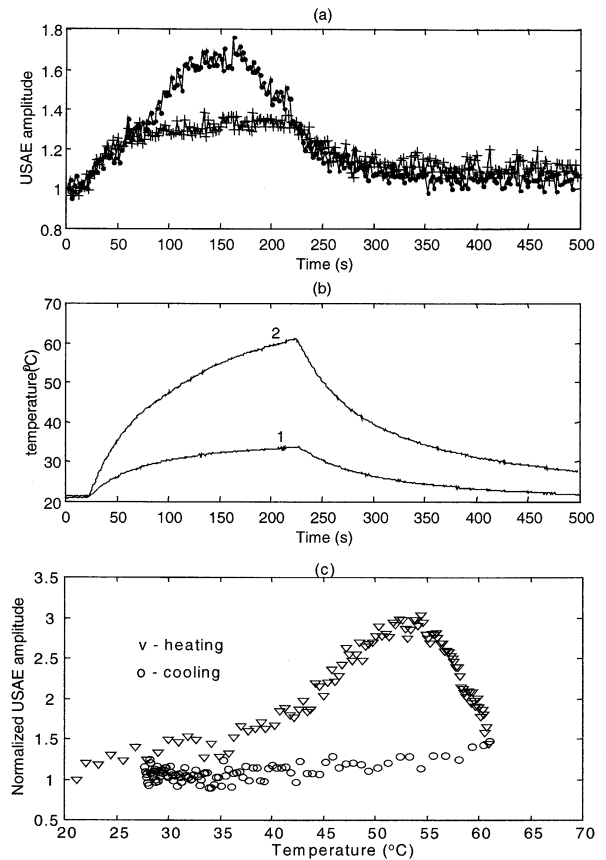 (a)
1.8
1.6
1.4
1.2
1
0.8
USAE amplitude
0 50 100 150 200 250 300 350 400 450 500
Time (s)
(b)
70
60
50
40
30
20
temperature(ºC)
2
1
0 50 100 150 200 250 300 350 400 450 500
Time (s)
(c)
3.5
3
2.5
2
1.5
1
0.5
Normalized USAE amplitude
v - heating
o - cooling
20 25 30 35 40 45 50 55 60 65 70
Temperature (ºC)